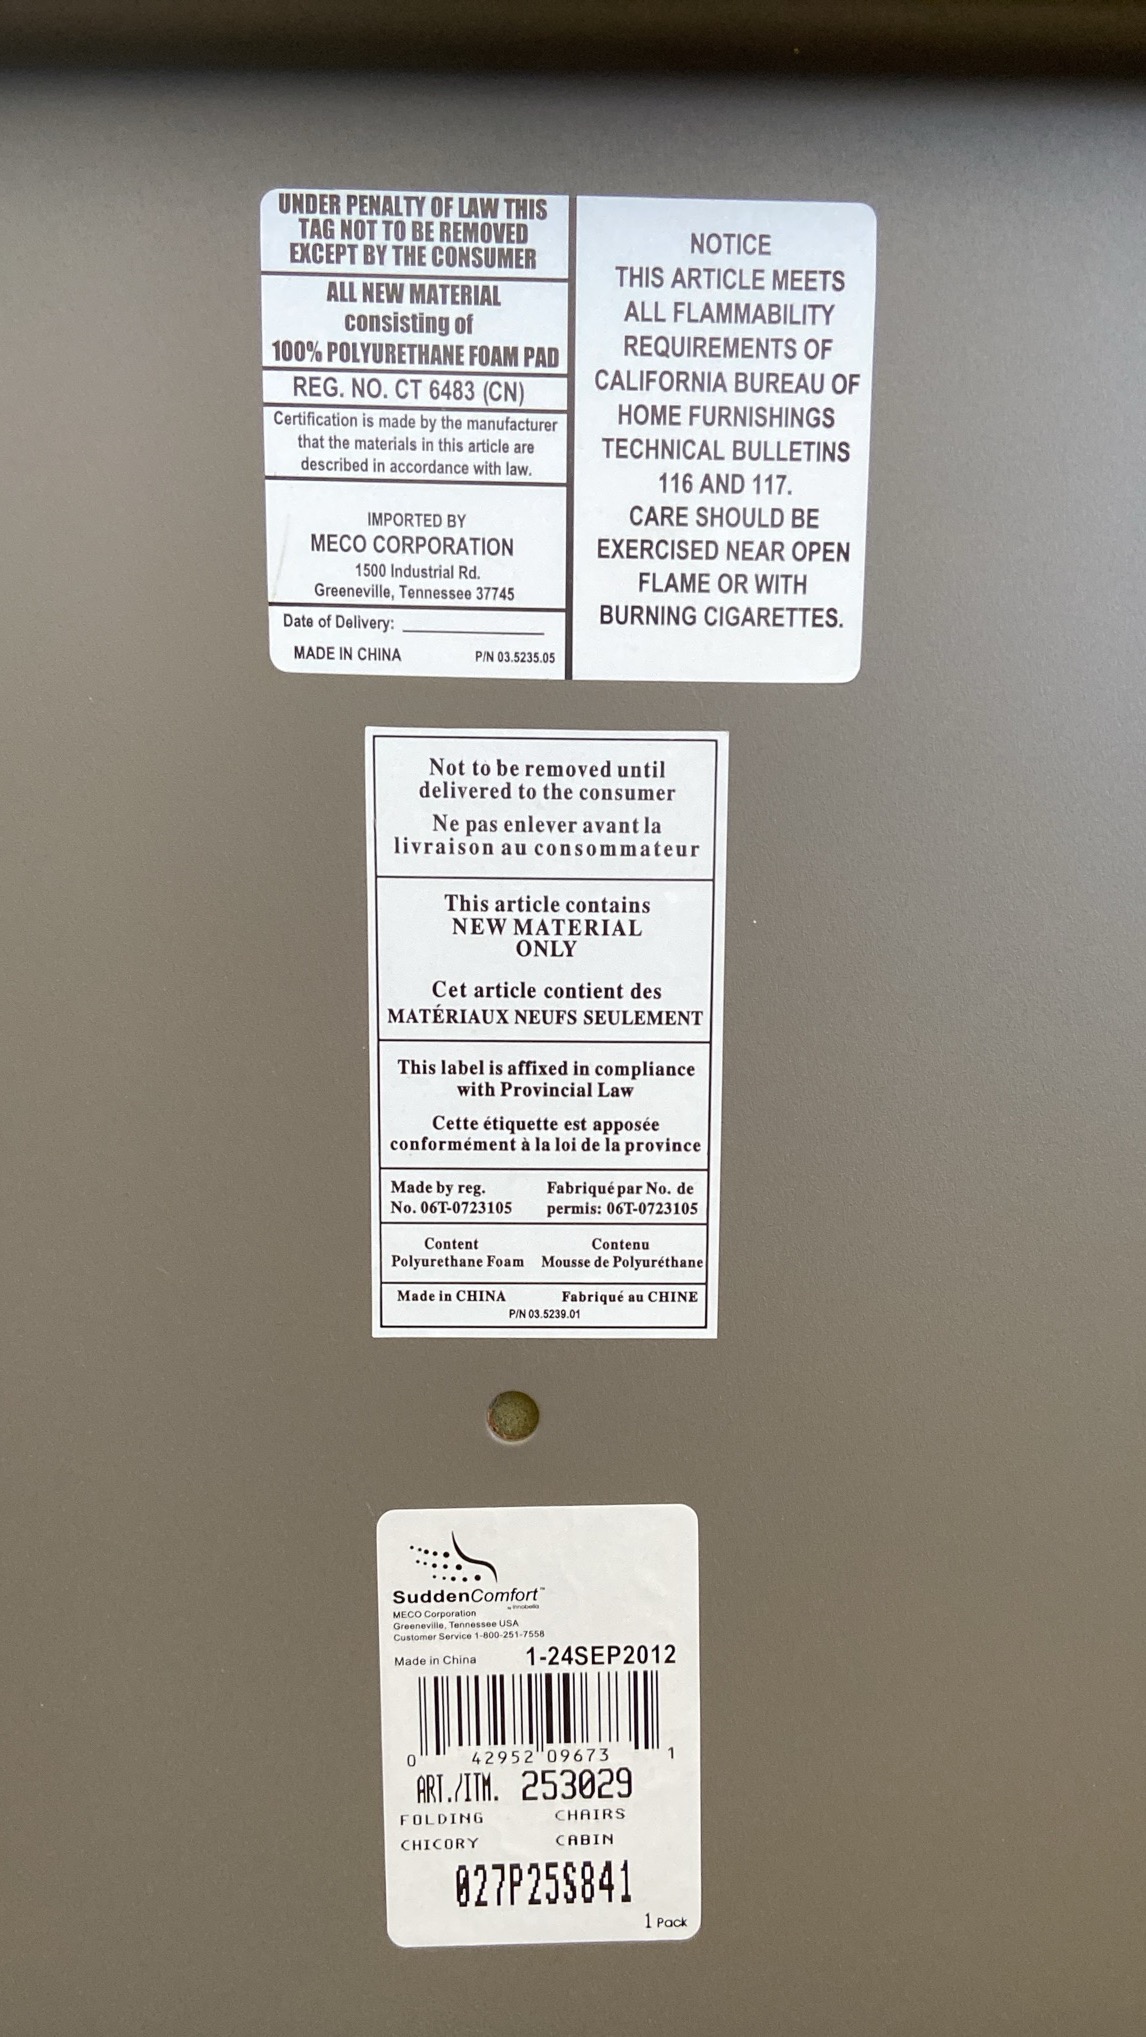 UNDER PENALTY OF LAW THIS
TAG NOT TO BE REMOVED
EXCEPT BY THE CONSUMER
ALL NEW MATERIAL
consisting of
100% POLYURETHANE FOAM PAD
REG. NO. CT 6483 (CN)
Certification is made by the manufacturer
that the materials in this article are
described in accordance with law.
IMPORTED BY
MECO CORPORATION
1500 Industrial Rd.
Greeneville, Tennessee 37745
Date of Delivery:
MADE IN CHINA P/N 03.5235.05
NOTICE
THIS ARTICLE MEETS
ALL FLAMMABILITY
REQUIREMENTS OF
CALIFORNIA BUREAU OF
HOME FURNISHINGS
TECHNICAL BULLETINS
116 AND 117.
CARE SHOULD BE
EXERCISED NEAR OPEN
FLAME OR WITH
BURNING CIGARETTES.
Not to be removed until
delivered to the consumer
Ne pas enlever avant la
livraison au consommateur
This article contains
NEW MATERIAL
ONLY
Cet article contient des
MATÉRIAUX NEUFS SEULEMENT
This label is affixed in compliance
with Provincial Law
Cette étiquette est apposée
conformément à la loi de la province
Made by reg. Fabriqué par No. de
No. 06T-0723105 permis: 06T-0723105
Content Contenu
Polyurethane Foam Mousse de Polyuréthane
Made in CHINA Fabriqué au CHINE
P/N 03.5239.01
SuddenComfort™
by Innobella
MECO Corporation
Greeneville, Tennessee USA
Customer Service 1-800-251-7558
Made in China 1-24SEP2012
0 42952 09673 1
ART./ITM. 253029
FOLDING CHAIRS
CHICORY CABIN
027P25S841
1 Pack